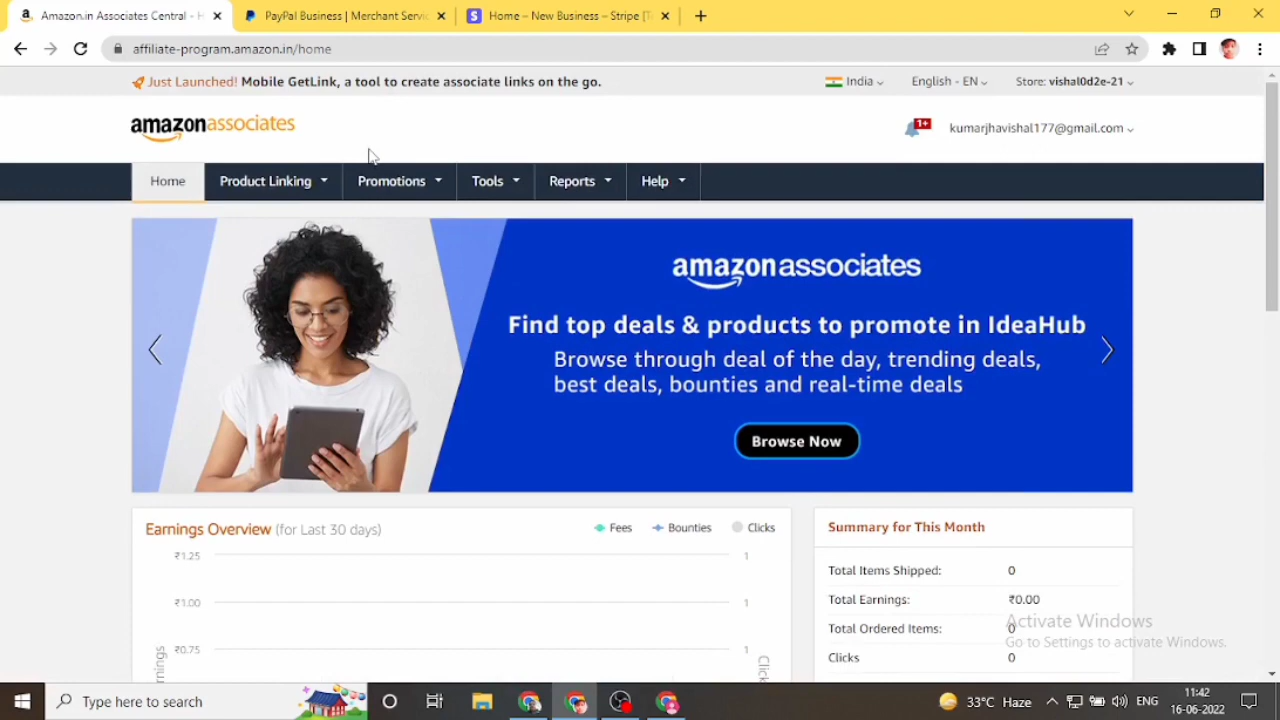 Amazon.in Associates Central - H
PayPal Business | Merchant Servic
Home – New Business – Stripe [T
affiliate-program.amazon.in/home
Just Launched! Mobile GetLink, a tool to create associate links on the go.
India
English - EN
Store: vishal0d2e-21
amazonassociates
1+
kumarjhavishal177@gmail.com
Home
Product Linking
Promotions
Tools
Reports
Help
amazonassociates
Find top deals & products to promote in IdeaHub
Browse through deal of the day, trending deals,
best deals, bounties and real-time deals
Browse Now
Earnings Overview (for Last 30 days)
Fees
Bounties
Clicks
₹1.25
1
₹1.00
1
₹0.75
1
Summary for This Month
Total Items Shipped: 0
Total Earnings: ₹0.00
Total Ordered Items: 0
Clicks 0
Activate Windows
Go to Settings to activate Windows.
Type here to search
33°C Haze
ENG
11:42
16-06-2022